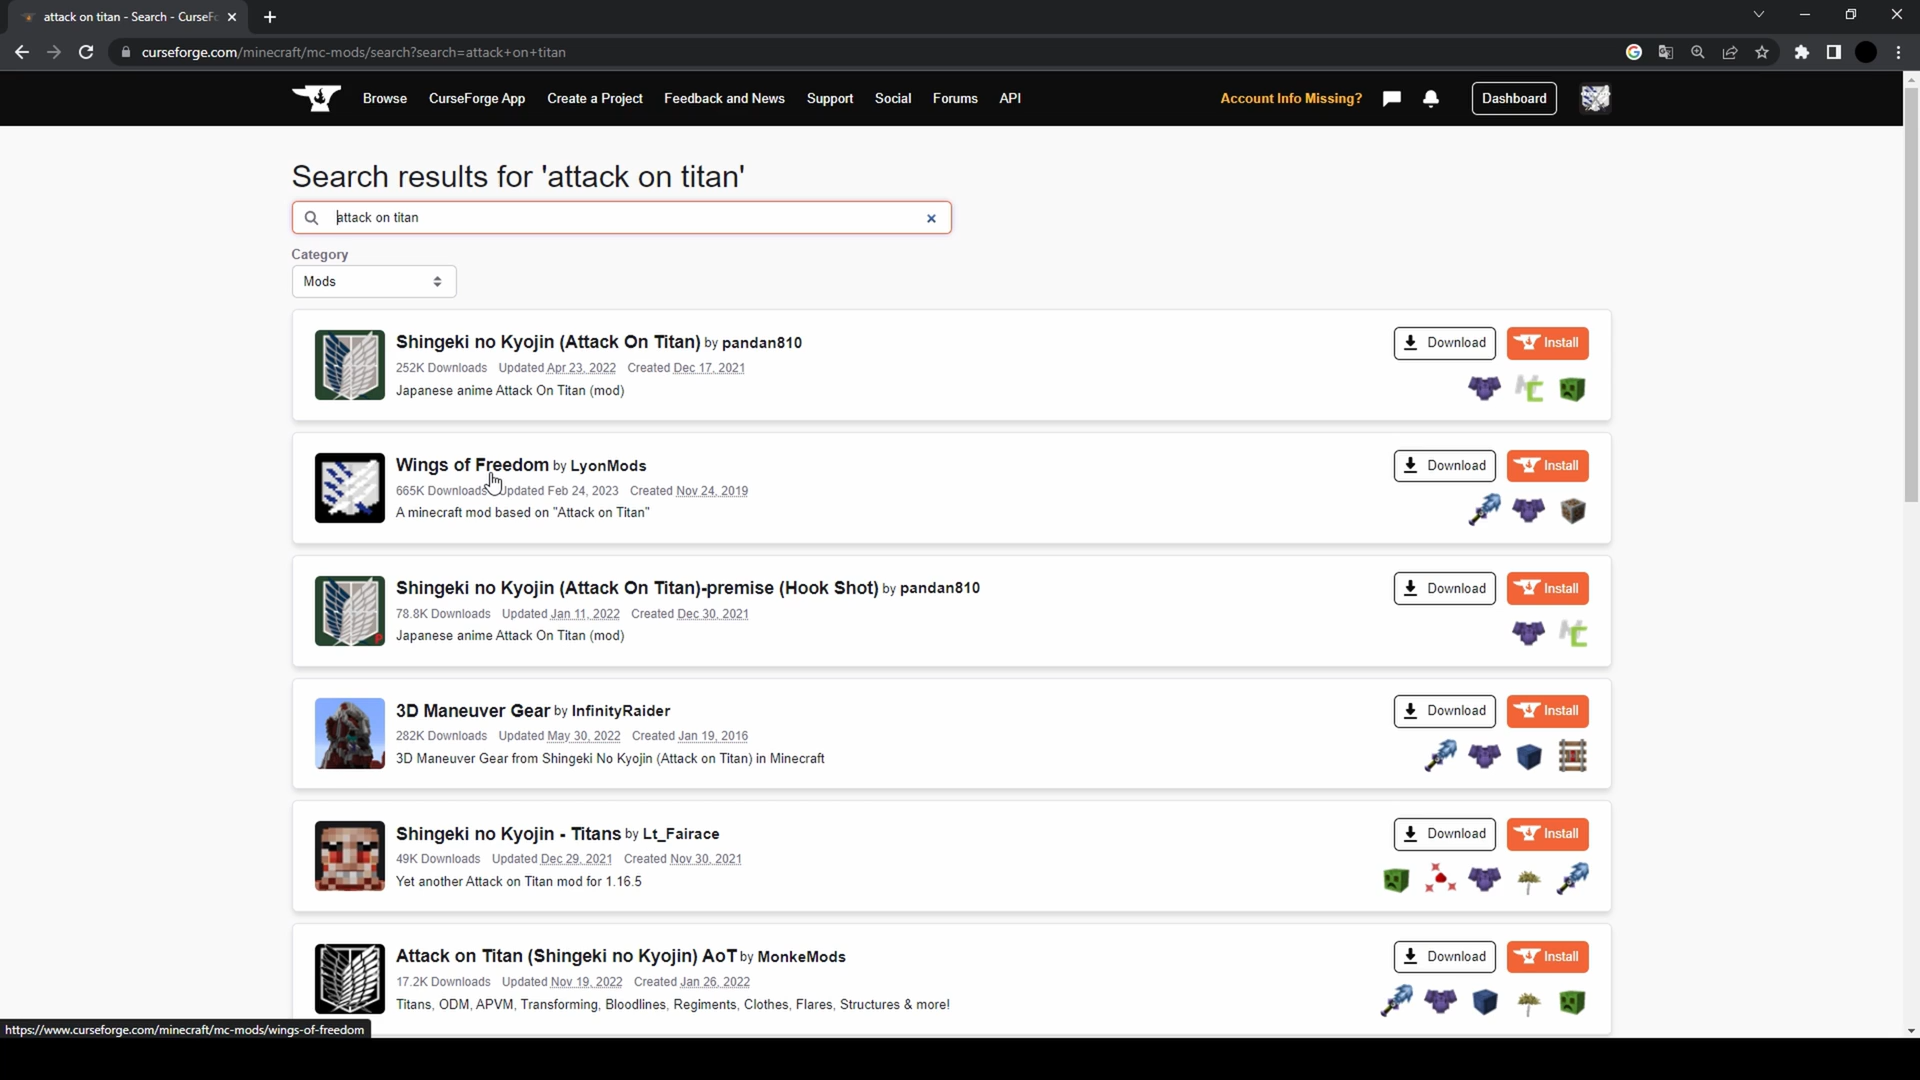 attack on titan - Search - CurseF
curseforge.com/minecraft/mc-mods/search?search=attack+on+titan
Browse CurseForge App Create a Project Feedback and News Support Social Forums API Account Info Missing? Dashboard
Search results for 'attack on titan'
attack on titan
Category
Mods
Shingeki no Kyojin (Attack On Titan) by pandan810 Download Install
252K Downloads Updated Apr 23, 2022 Created Dec 17, 2021
Japanese anime Attack On Titan (mod)
Wings of Freedom by LyonMods Download Install
665K Downloads Updated Feb 24, 2023 Created Nov 24, 2019
A minecraft mod based on "Attack on Titan"
Shingeki no Kyojin (Attack On Titan)-premise (Hook Shot) by pandan810 Download Install
78.8K Downloads Updated Jan 11, 2022 Created Dec 30, 2021
Japanese anime Attack On Titan (mod)
3D Maneuver Gear by InfinityRaider Download Install
282K Downloads Updated May 30, 2022 Created Jan 19, 2016
3D Maneuver Gear from Shingeki No Kyojin (Attack on Titan) in Minecraft
Shingeki no Kyojin - Titans by Lt_Fairace Download Install
49K Downloads Updated Dec 29, 2021 Created Nov 30, 2021
Yet another Attack on Titan mod for 1.16.5
Attack on Titan (Shingeki no Kyojin) AoT by MonkeMods Download Install
17.2K Downloads Updated Nov 19, 2022 Created Jan 26, 2022
Titans, ODM, APVM, Transforming, Bloodlines, Regiments, Clothes, Flares, Structures & more!
https://www.curseforge.com/minecraft/mc-mods/wings-of-freedom